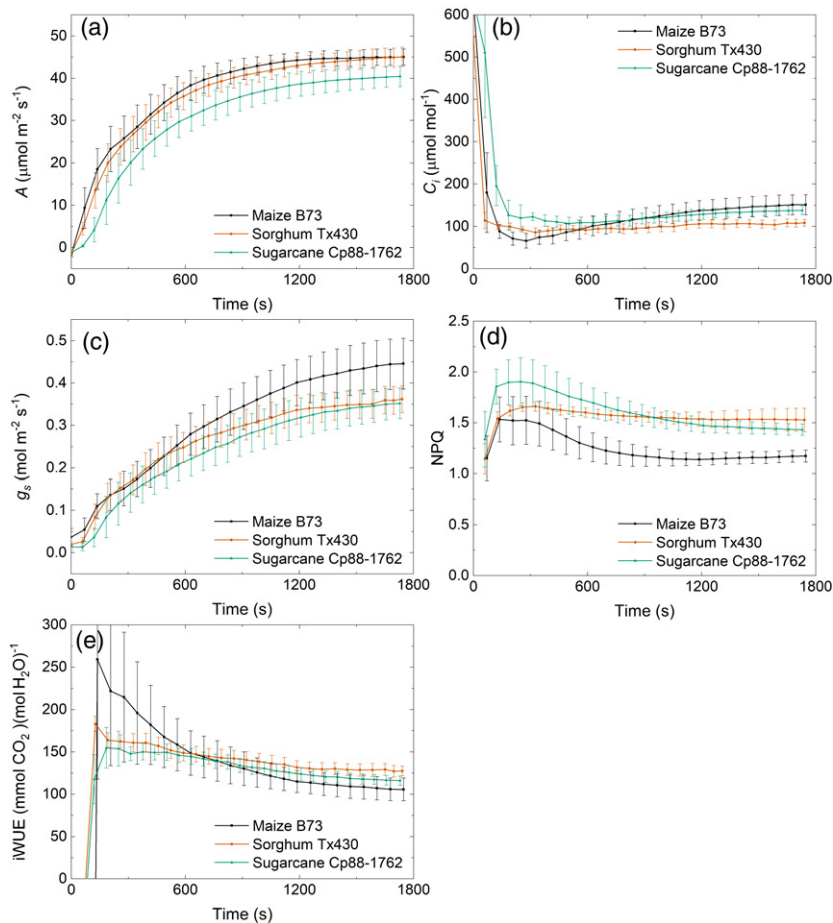 (a)
50
40
30
20
10
0
A (μmol m⁻² s⁻¹)
Maize B73
Sorghum Tx430
Sugarcane Cp88-1762
0 600 1200 1800
Time (s)
(b)
600
500
400
300
200
100
0
Cᵢ (μmol mol⁻¹)
Maize B73
Sorghum Tx430
Sugarcane Cp88-1762
0 600 1200 1800
Time (s)
(c)
0.5
0.4
0.3
0.2
0.1
0.0
gₛ (mol m⁻² s⁻¹)
Maize B73
Sorghum Tx430
Sugarcane Cp88-1762
0 600 1200 1800
Time (s)
(d)
2.5
2.0
1.5
1.0
0.5
0.0
NPQ
Maize B73
Sorghum Tx430
Sugarcane Cp88-1762
0 600 1200 1800
Time (s)
(e)
300
250
200
150
100
50
0
iWUE (mmol CO₂ )(mol H₂O)⁻¹
Maize B73
Sorghum Tx430
Sugarcane Cp88-1762
0 600 1200 1800
Time (s)